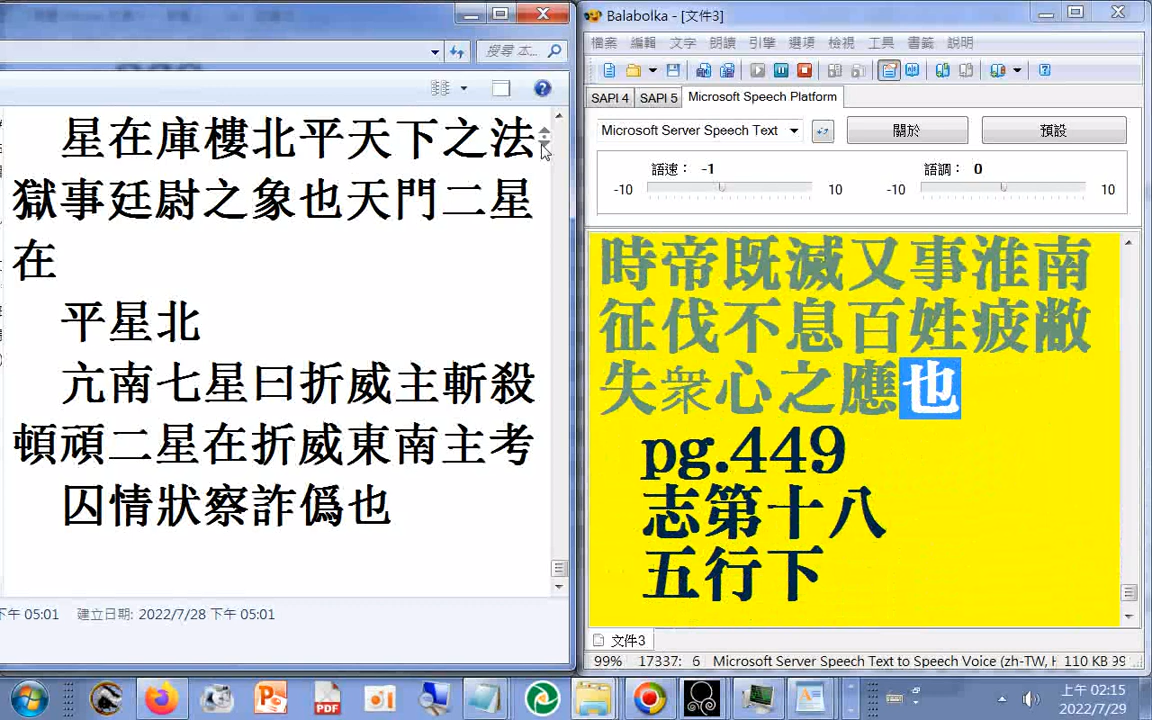 搜尋 本...
星在庫樓北平天下之法
獄事廷尉之象也天門二星
在
平星北
亢南七星曰折威主斬殺
頓頑二星在折威東南主考
囚情狀察詐僞也
下午 05:01 建立日期: 2022/7/28 下午 05:01
Balabolka - [文件3]
檔案 編輯 文字 朗讀 引擎 選項 檢視 工具 書籤 說明
SAPI 4 SAPI 5 Microsoft Speech Platform
Microsoft Server Speech Text 關於 預設
語速: -1 語調: 0
-10 10 -10 10
時帝既滅又事淮南
征伐不息百姓疲敝
失衆心之應也
pg.449
志第十八
五行下
文件3
99% 17337: 6 Microsoft Server Speech Text to Speech Voice (zh-TW, H 110 KB 99
PDF
上午 02:15
2022/7/29